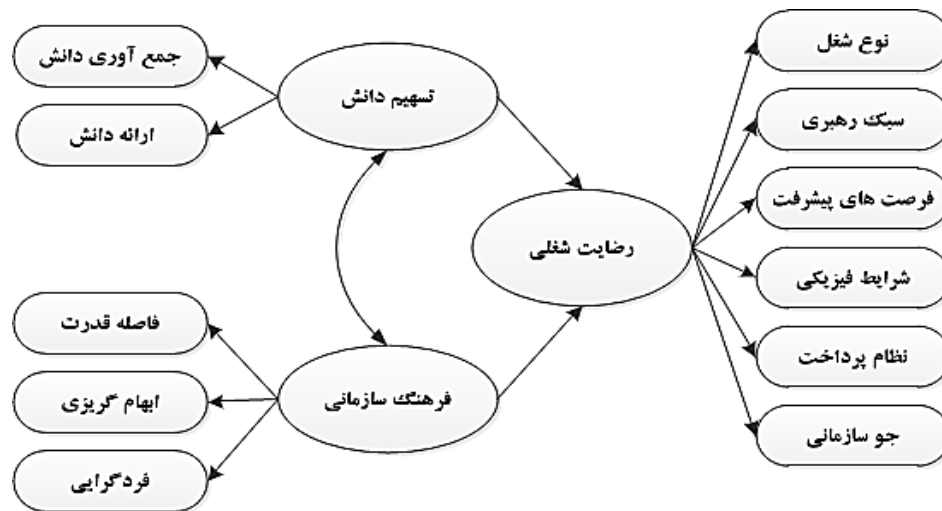 نوع شغل
سبک رهبری
فرصت های پیشرفت
شرایط فیزیکی
نظام پرداخت
جو سازمانی
رضایت شغلی
تسهیم دانش
فرهنگ سازمانی
جمع آوری دانش
ارائه دانش
فاصله قدرت
ابهام گریزی
فردگرایی